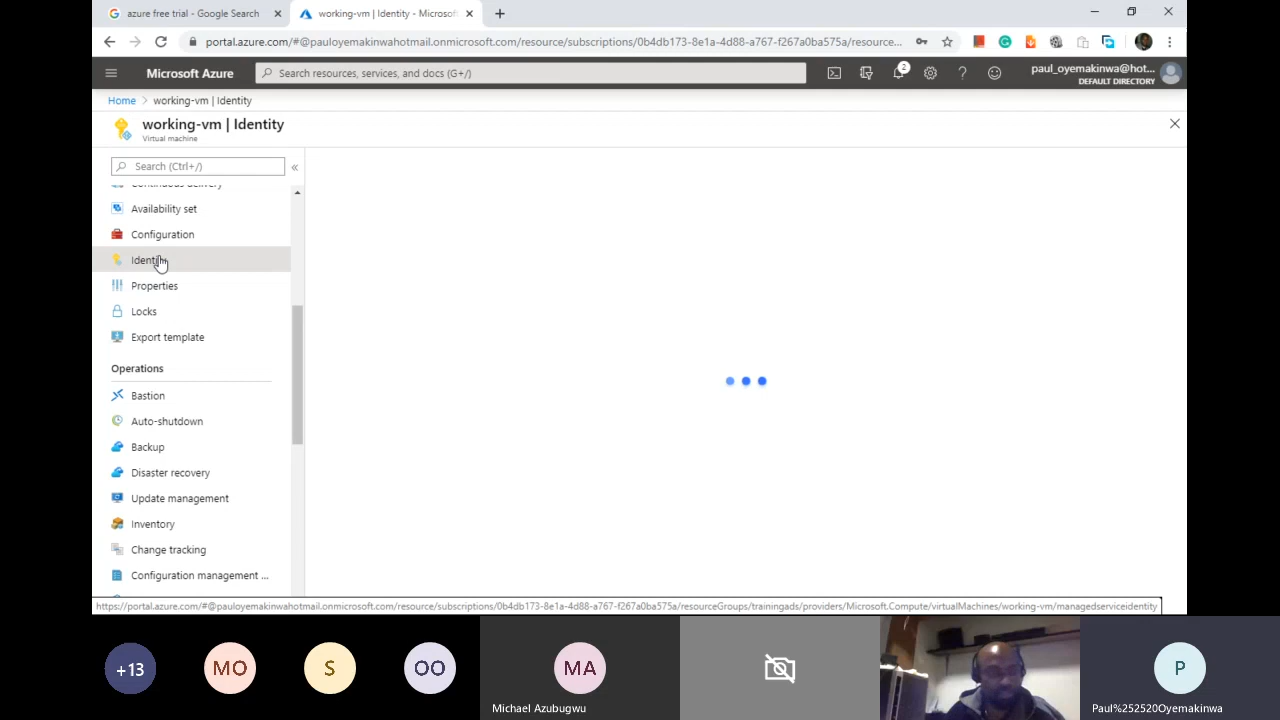 azure free trial - Google Search
working-vm | Identity - Microsof
portal.azure.com/#@pauloyemakinwahotmail.onmicrosoft.com/resource/subscriptions/0b4db173-8e1a-4d88-a767-f267a0ba575a/resource...
Microsoft Azure
Search resources, services, and docs (G+/)
2
paul_oyemakinwa@hot...
DEFAULT DIRECTORY
Home > working-vm | Identity
working-vm | Identity
Virtual machine
Search (Ctrl+/)
«
Continuous delivery
Availability set
Configuration
Identity
Properties
Locks
Export template
Operations
Bastion
Auto-shutdown
Backup
Disaster recovery
Update management
Inventory
Change tracking
Configuration management ...
https://portal.azure.com/#@pauloyemakinwahotmail.onmicrosoft.com/resource/subscriptions/0b4db173-8e1a-4d88-a767-f267a0ba575a/resourceGroups/trainingads/providers/Microsoft.Compute/virtualMachines/working-vm/managedserviceidentity
+13
MO
S
OO
MA
P
Michael Azubugwu
Paul%252520Oyemakinwa